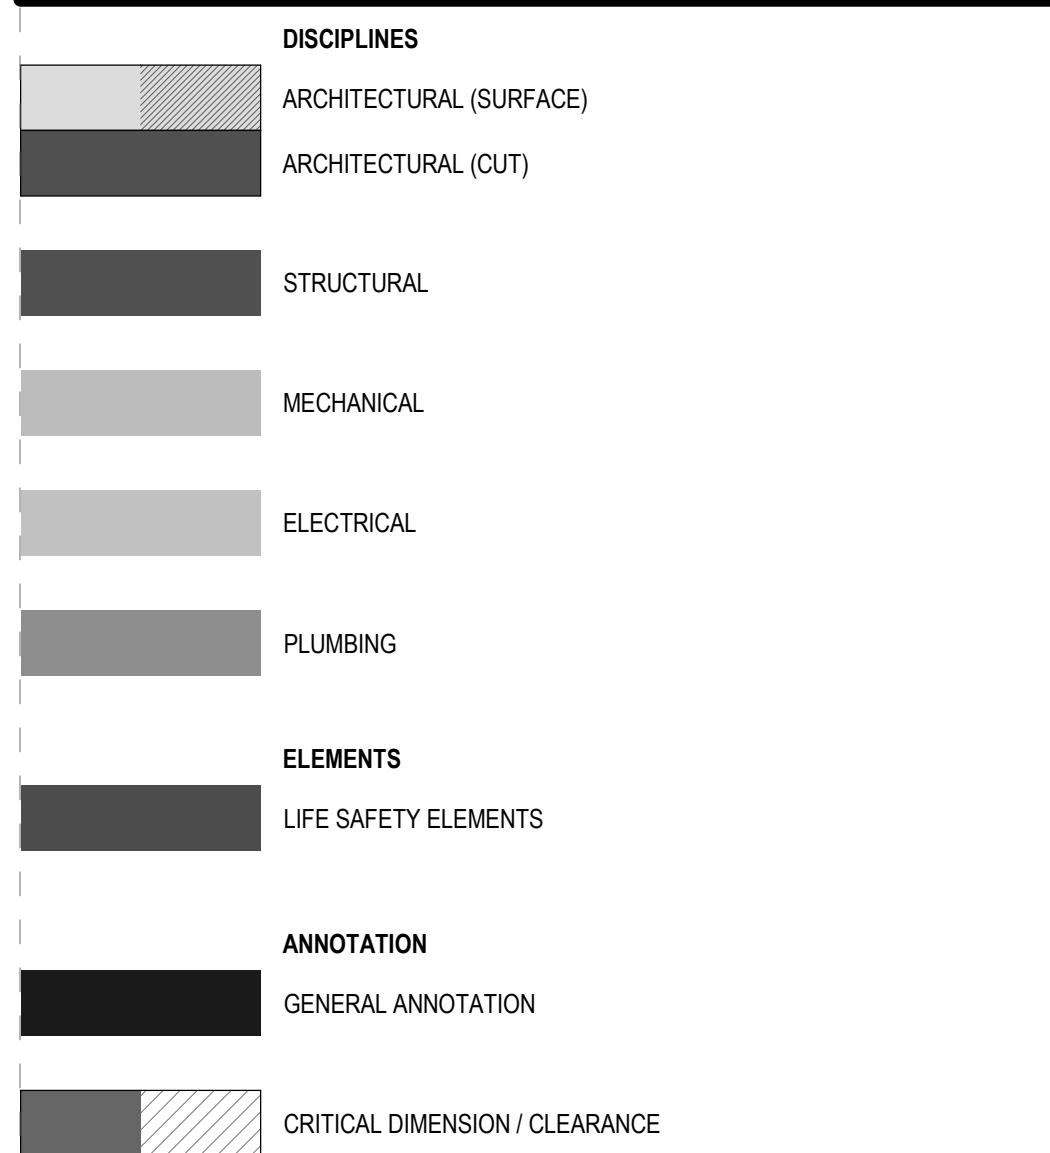 DISCIPLINES
ARCHITECTURAL (SURFACE)
ARCHITECTURAL (CUT)
STRUCTURAL
MECHANICAL
ELECTRICAL
PLUMBING
ELEMENTS
LIFE SAFETY ELEMENTS
ANNOTATION
GENERAL ANNOTATION
CRITICAL DIMENSION / CLEARANCE